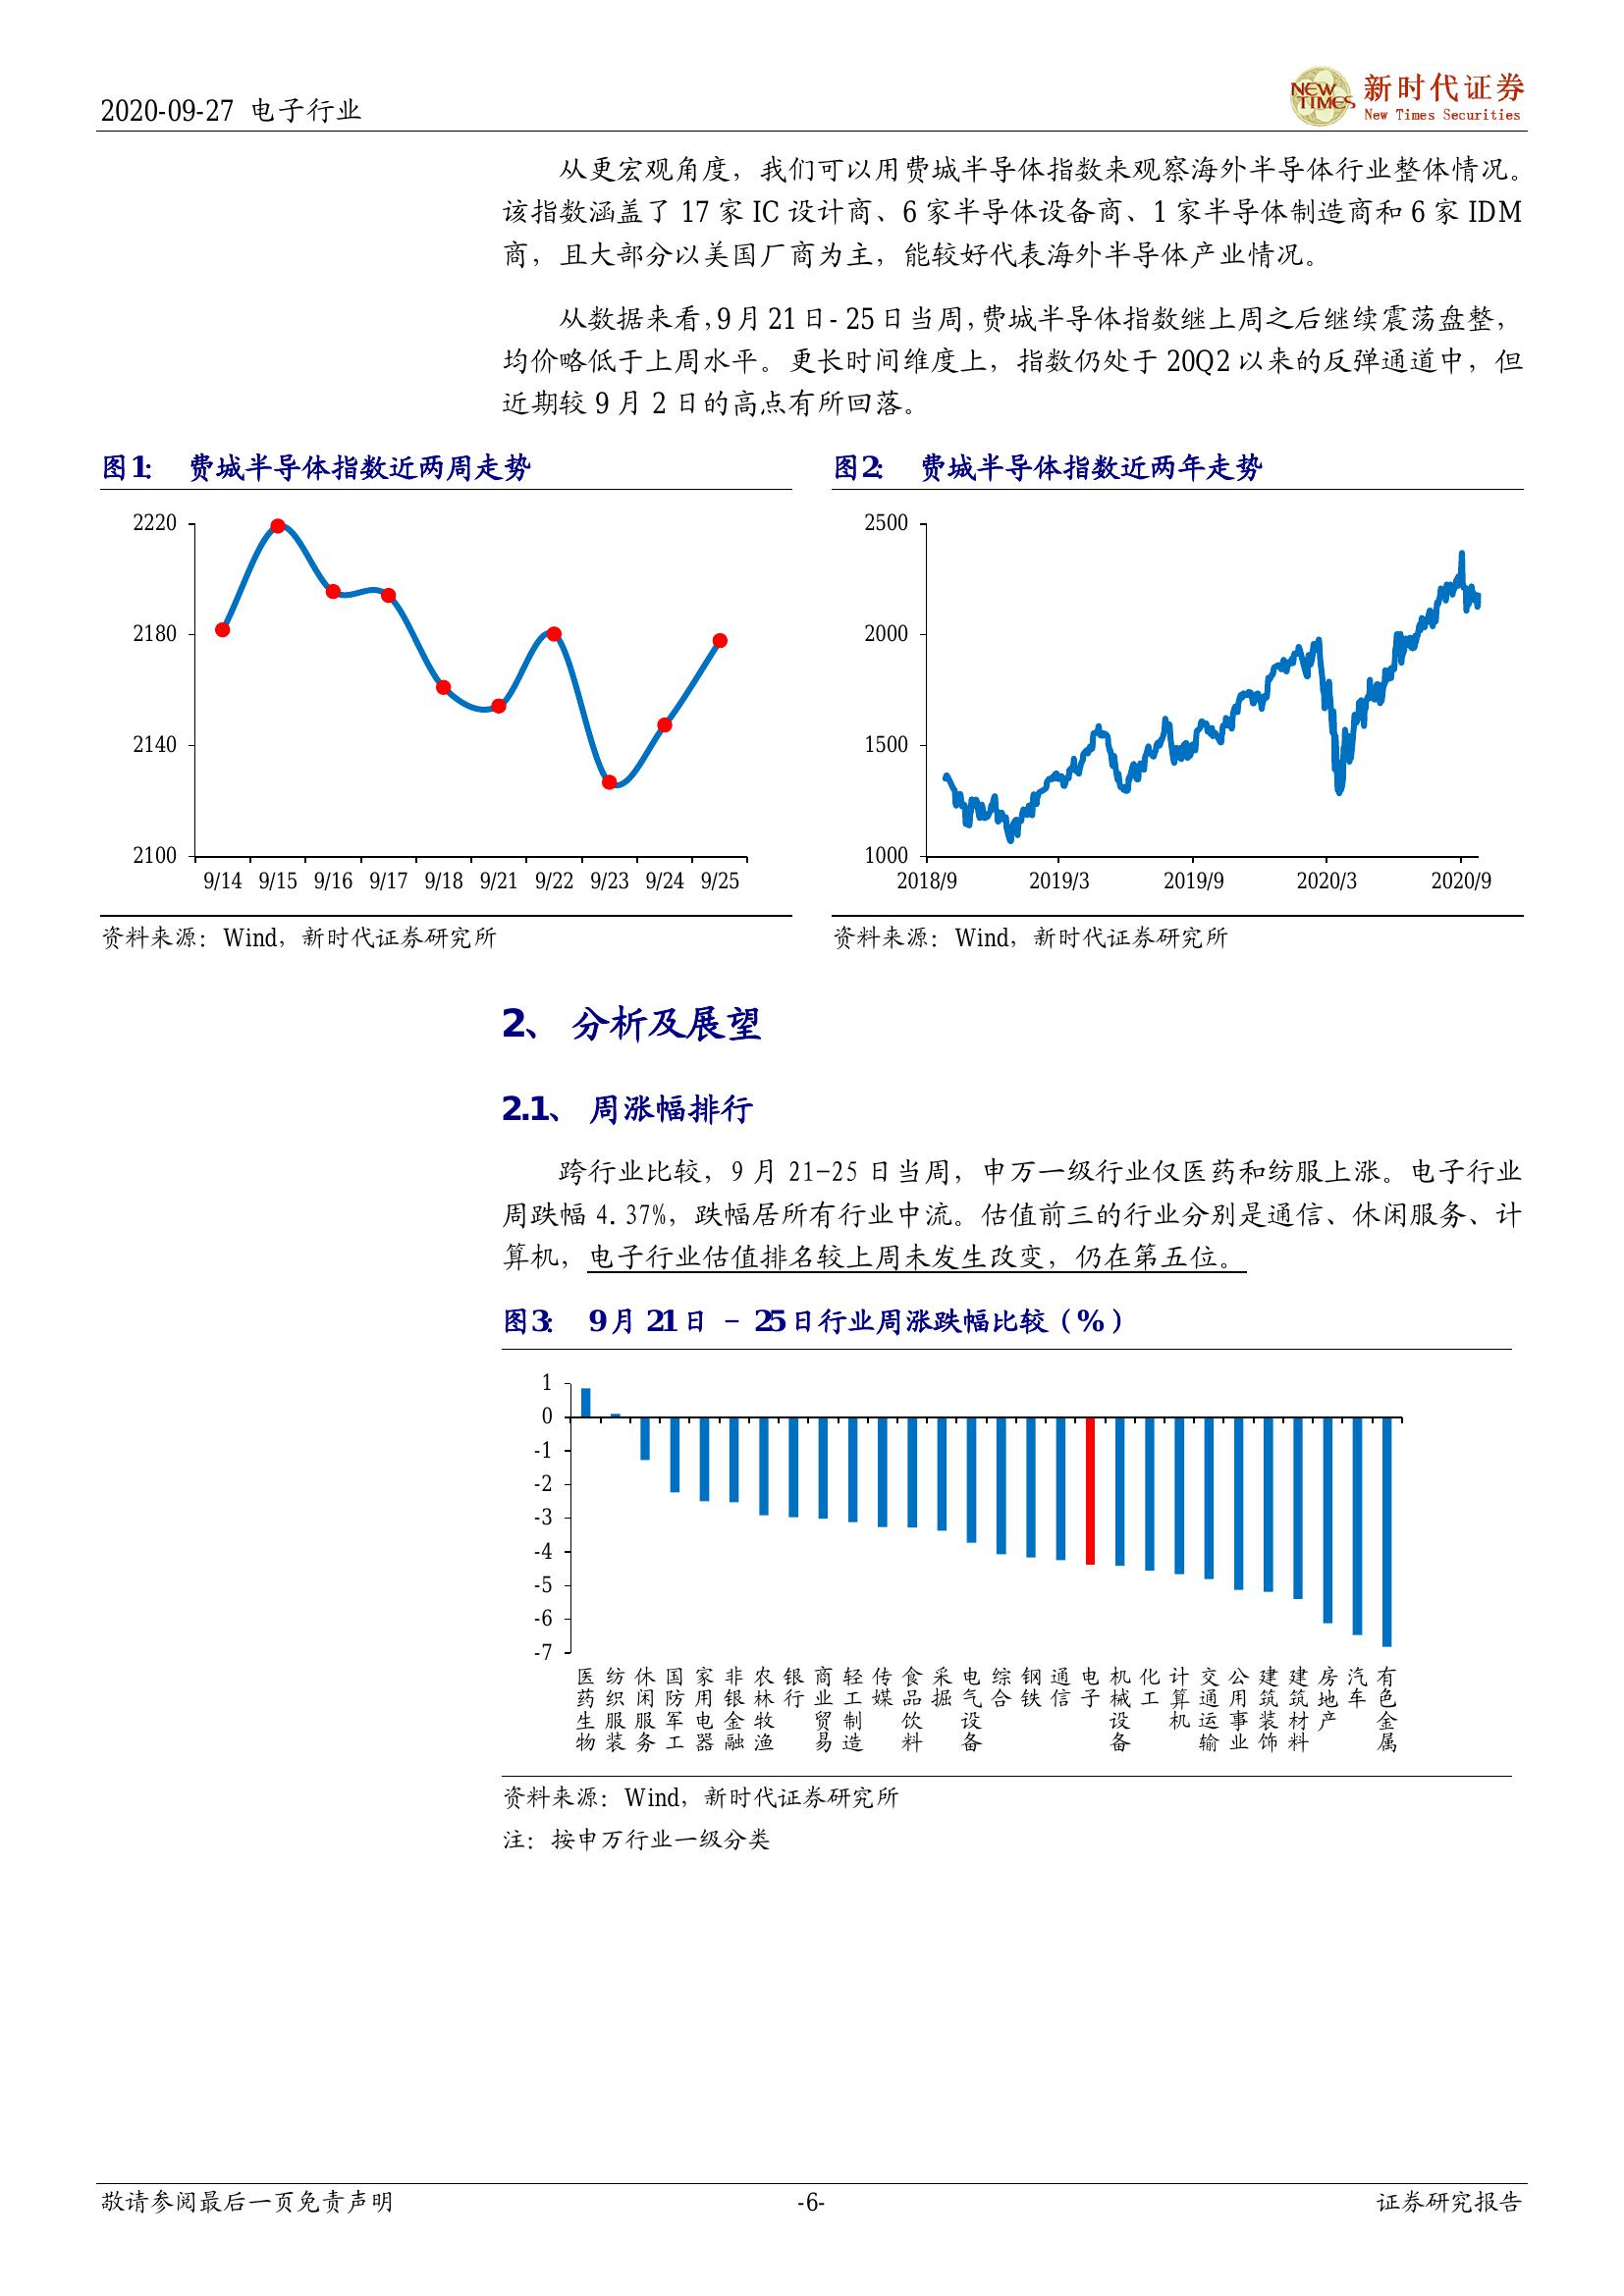 2020-09-27 电子行业
NEW TIMES
新时代证券
New Times Securities
从更宏观角度，我们可以用费城半导体指数来观察海外半导体行业整体情况。
该指数涵盖了 17 家 IC 设计商、6 家半导体设备商、1 家半导体制造商和 6 家 IDM
商，且大部分以美国厂商为主，能较好代表海外半导体产业情况。
从数据来看，9 月 21 日- 25 日当周，费城半导体指数继上周之后继续震荡盘整，
均价略低于上周水平。更长时间维度上，指数仍处于 20Q2 以来的反弹通道中，但
近期较 9 月 2 日的高点有所回落。
图1： 费城半导体指数近两周走势
2220
2180
2140
2100
9/14 9/15 9/16 9/17 9/18 9/21 9/22 9/23 9/24 9/25
资料来源：Wind，新时代证券研究所
图2： 费城半导体指数近两年走势
2500
2000
1500
1000
2018/9 2019/3 2019/9 2020/3 2020/9
资料来源：Wind，新时代证券研究所
2、 分析及展望
2.1、 周涨幅排行
跨行业比较，9 月 21-25 日当周，申万一级行业仅医药和纺服上涨。电子行业
周跌幅 4.37%，跌幅居所有行业中流。估值前三的行业分别是通信、休闲服务、计
算机，电子行业估值排名较上周未发生改变，仍在第五位。
图3： 9 月 21 日 - 25 日行业周涨跌幅比较（%）
1
0
-1
-2
-3
-4
-5
-6
-7
医药生物 纺织服装 休闲服务 国防军工 家用电器 非银金融 农林牧渔 银行 商业贸易 轻工制造 传媒 食品饮料 采掘 电气设备 综合 钢铁 通信 电子 机械设备 化工 计算机 交通运输 公用事业 建筑装饰 建筑材料 房地产 汽车 有色金属
资料来源：Wind，新时代证券研究所
注：按申万行业一级分类
敬请参阅最后一页免责声明
-6-
证券研究报告